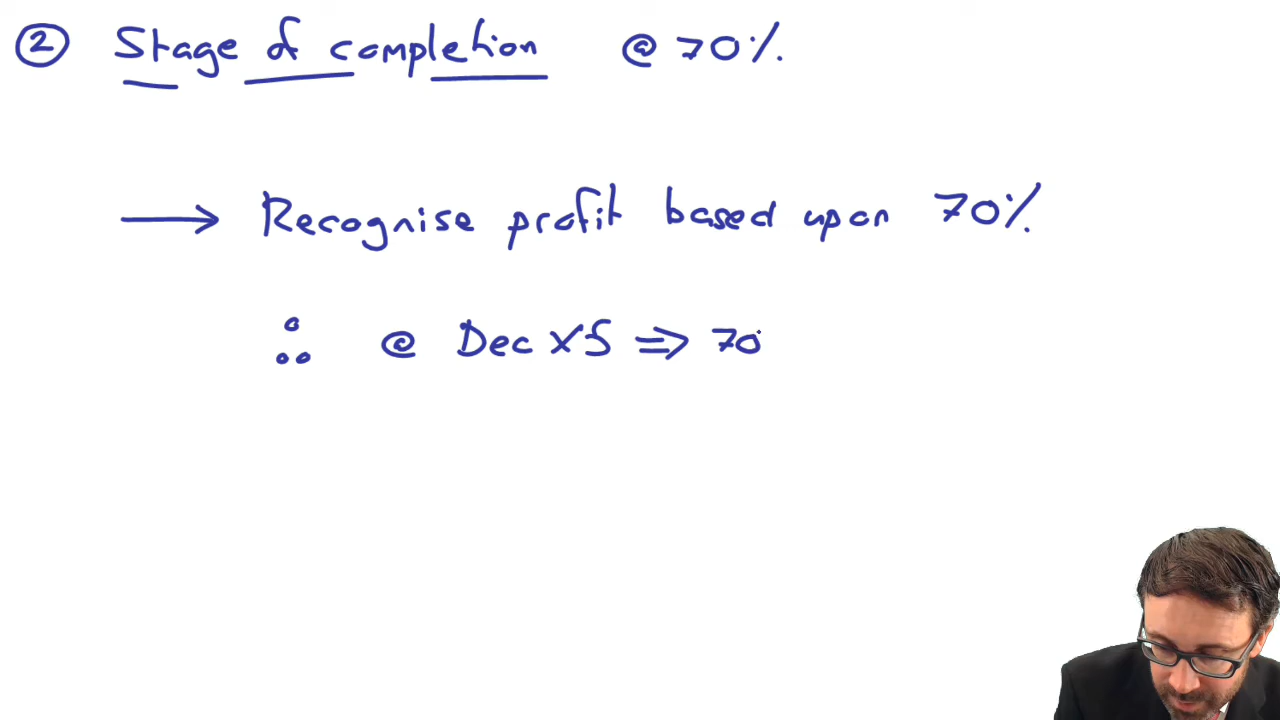 ② Stage of completion @ 70%
→ Recognise profit based upon 70%
∴ @ Dec X5 ⇒ 70